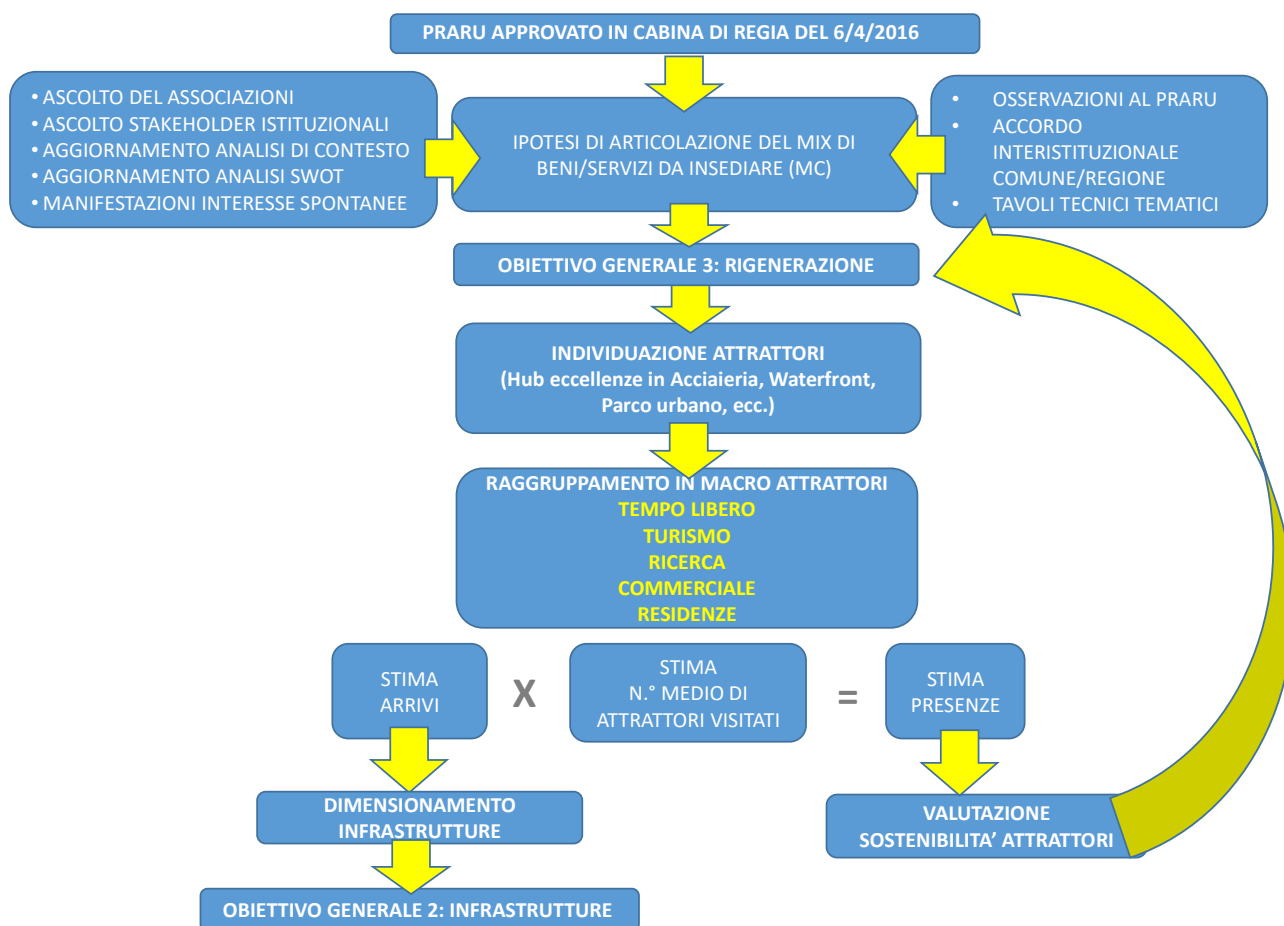 PRARU APPROVATO IN CABINA DI REGIA DEL 6/4/2016
• ASCOLTO DEL ASSOCIAZIONI
• ASCOLTO STAKEHOLDER ISTITUZIONALI
• AGGIORNAMENTO ANALISI DI CONTESTO
• AGGIORNAMENTO ANALISI SWOT
• MANIFESTAZIONI INTERESSE SPONTANEE
IPOTESI DI ARTICOLAZIONE DEL MIX DI
BENI/SERVIZI DA INSEDIARE (MC)
• OSSERVAZIONI AL PRARU
• ACCORDO
INTERISTITUZIONALE
COMUNE/REGIONE
• TAVOLI TECNICI TEMATICI
OBIETTIVO GENERALE 3: RIGENERAZIONE
INDIVIDUAZIONE ATTRATTORI
(Hub eccellenze in Acciaieria, Waterfront,
Parco urbano, ecc.)
RAGGRUPPAMENTO IN MACRO ATTRATTORI
TEMPO LIBERO
TURISMO
RICERCA
COMMERCIALE
RESIDENZE
STIMA
ARRIVI
X
STIMA
N.° MEDIO DI
ATTRATTORI VISITATI
=
STIMA
PRESENZE
DIMENSIONAMENTO
INFRASTRUTTURE
VALUTAZIONE
SOSTENIBILITA' ATTRATTORI
OBIETTIVO GENERALE 2: INFRASTRUTTURE